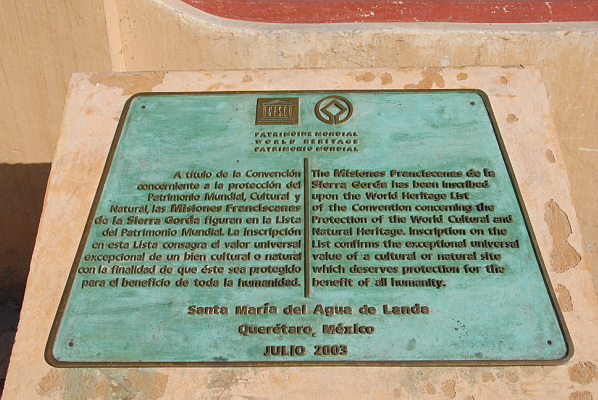 UNESCO
PATRIMOINE MONDIAL
WORLD HERITAGE
PATRIMONIO MUNDIAL
A título de la Convención
concerniente a la protección del
Patrimonio Mundial, Cultural y
Natural, las Misiones Franciscanas
de la Sierra Gorda figuran en la Lista
del Patrimonio Mundial. La inscripción
en esta Lista consagra el valor universal
excepcional de un bien cultural o natural
con la finalidad de que éste sea protegido
para el beneficio de toda la humanidad.
The Misiones Franciscanas de la
Sierra Gorda has been inscribed
upon the World Heritage List
of the Convention concerning the
Protection of the World Cultural and
Natural Heritage. Inscription on the
List confirms the exceptional universal
value of a cultural or natural site
which deserves protection for the
benefit of all humanity.
Santa María del Agua de Landa
Querétaro, México
JULIO 2003